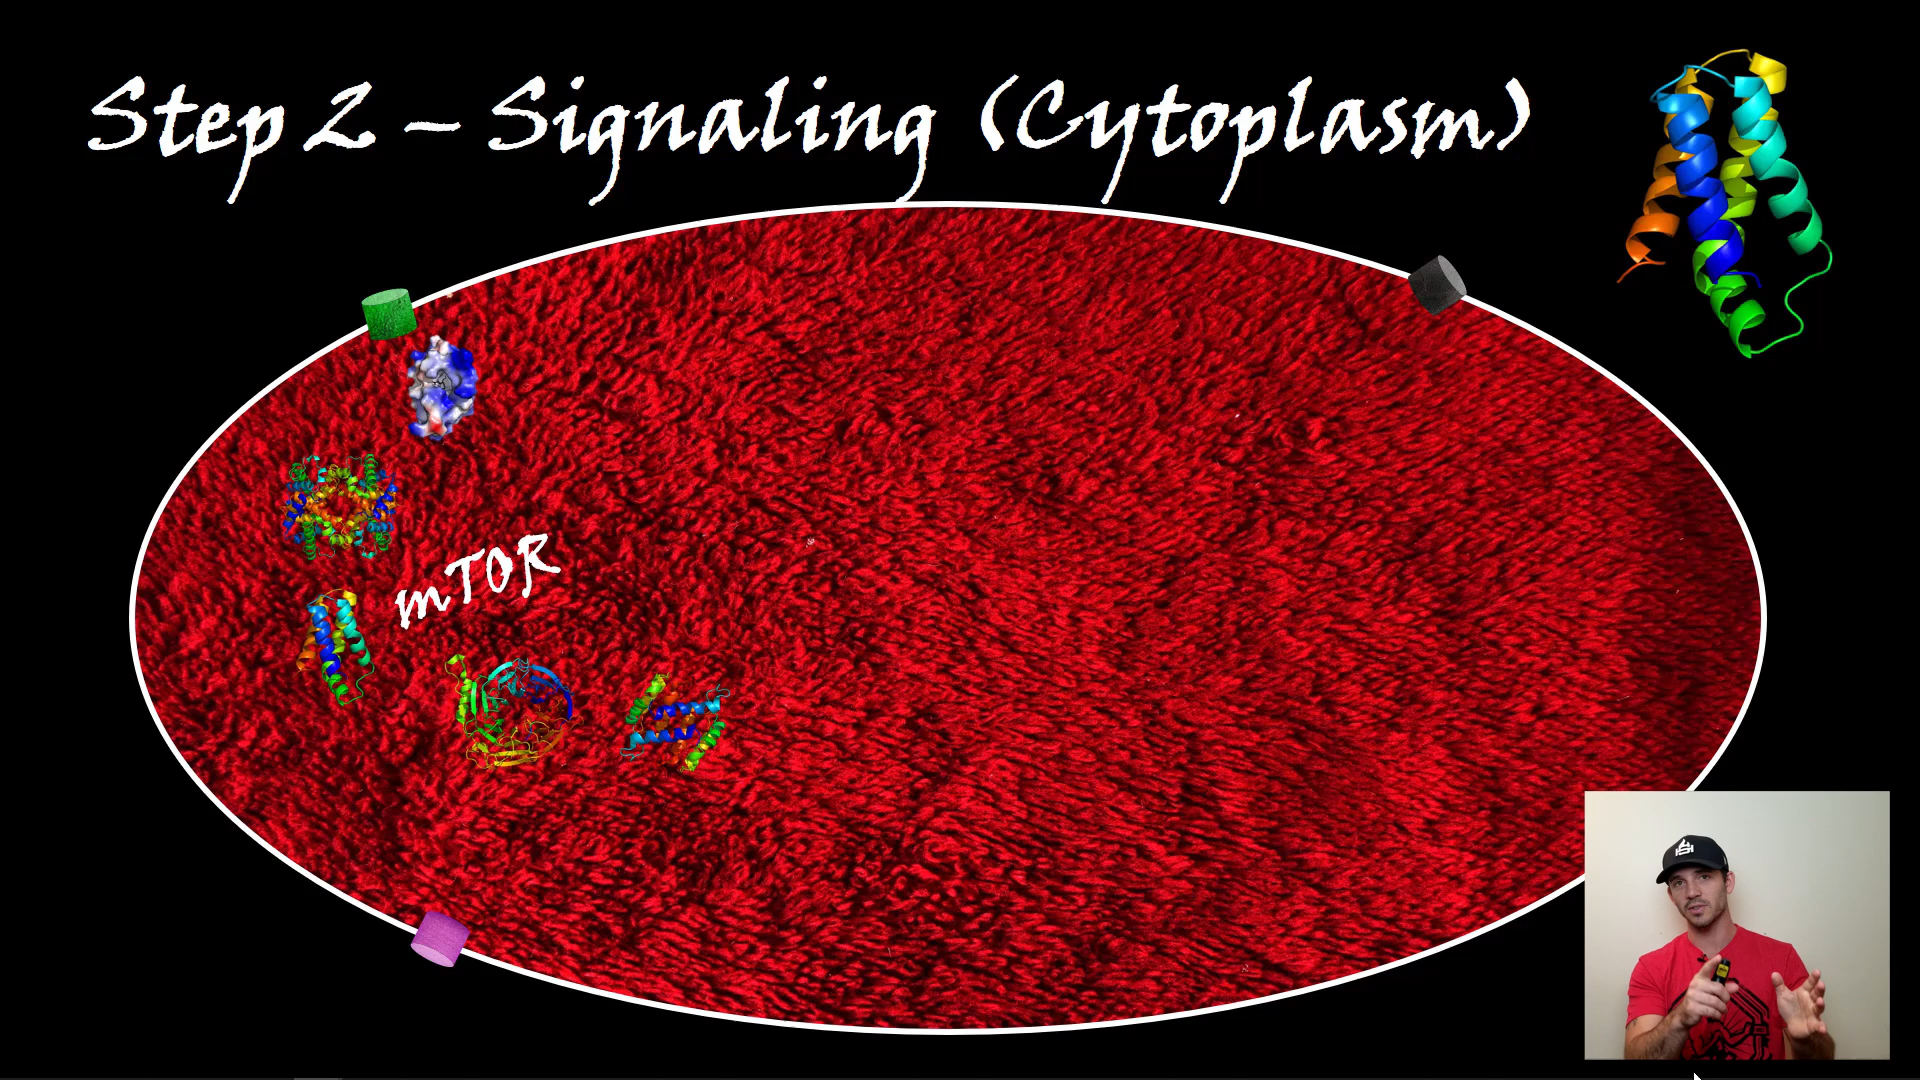 Step 2 – Signaling (Cytoplasm)
mTOR